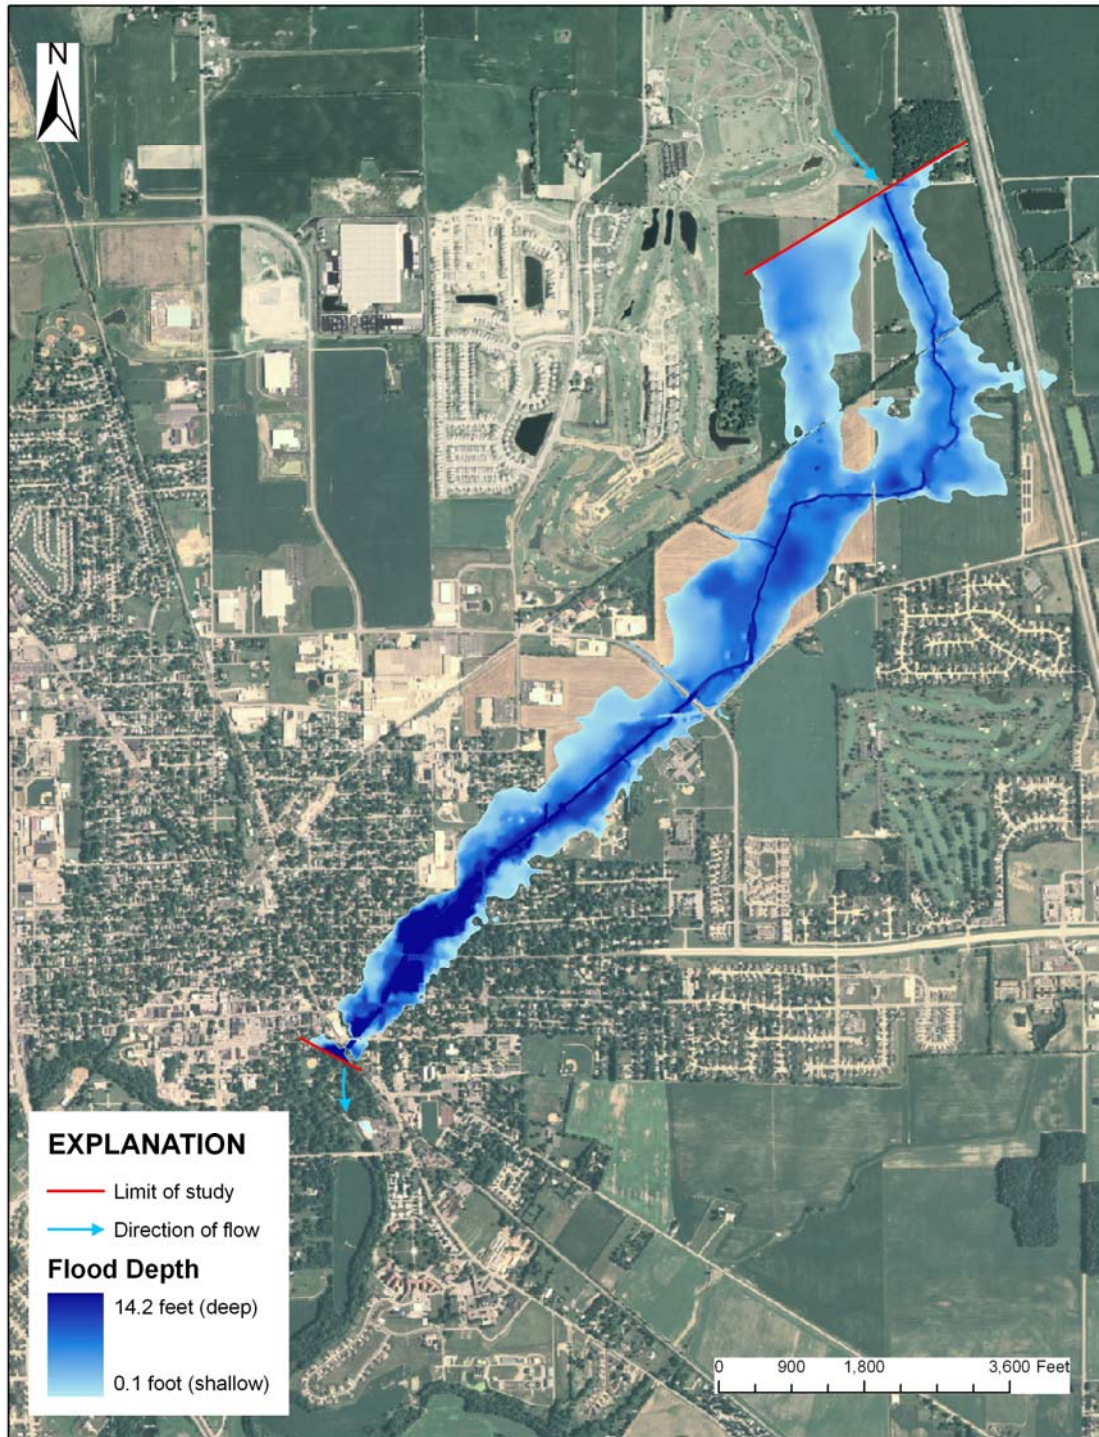 N
EXPLANATION
Limit of study
Direction of flow
Flood Depth
14.2 feet (deep)
0.1 foot (shallow)
0 900 1,800 3,600 Feet